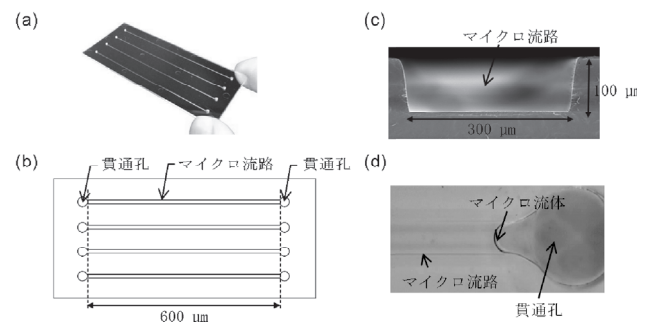 (a)
(b)
貫通孔
マイクロ流路
貫通孔
600 μm
(c)
マイクロ流路
100 μm
300 μm
(d)
マイクロ流体
マイクロ流路
貫通孔